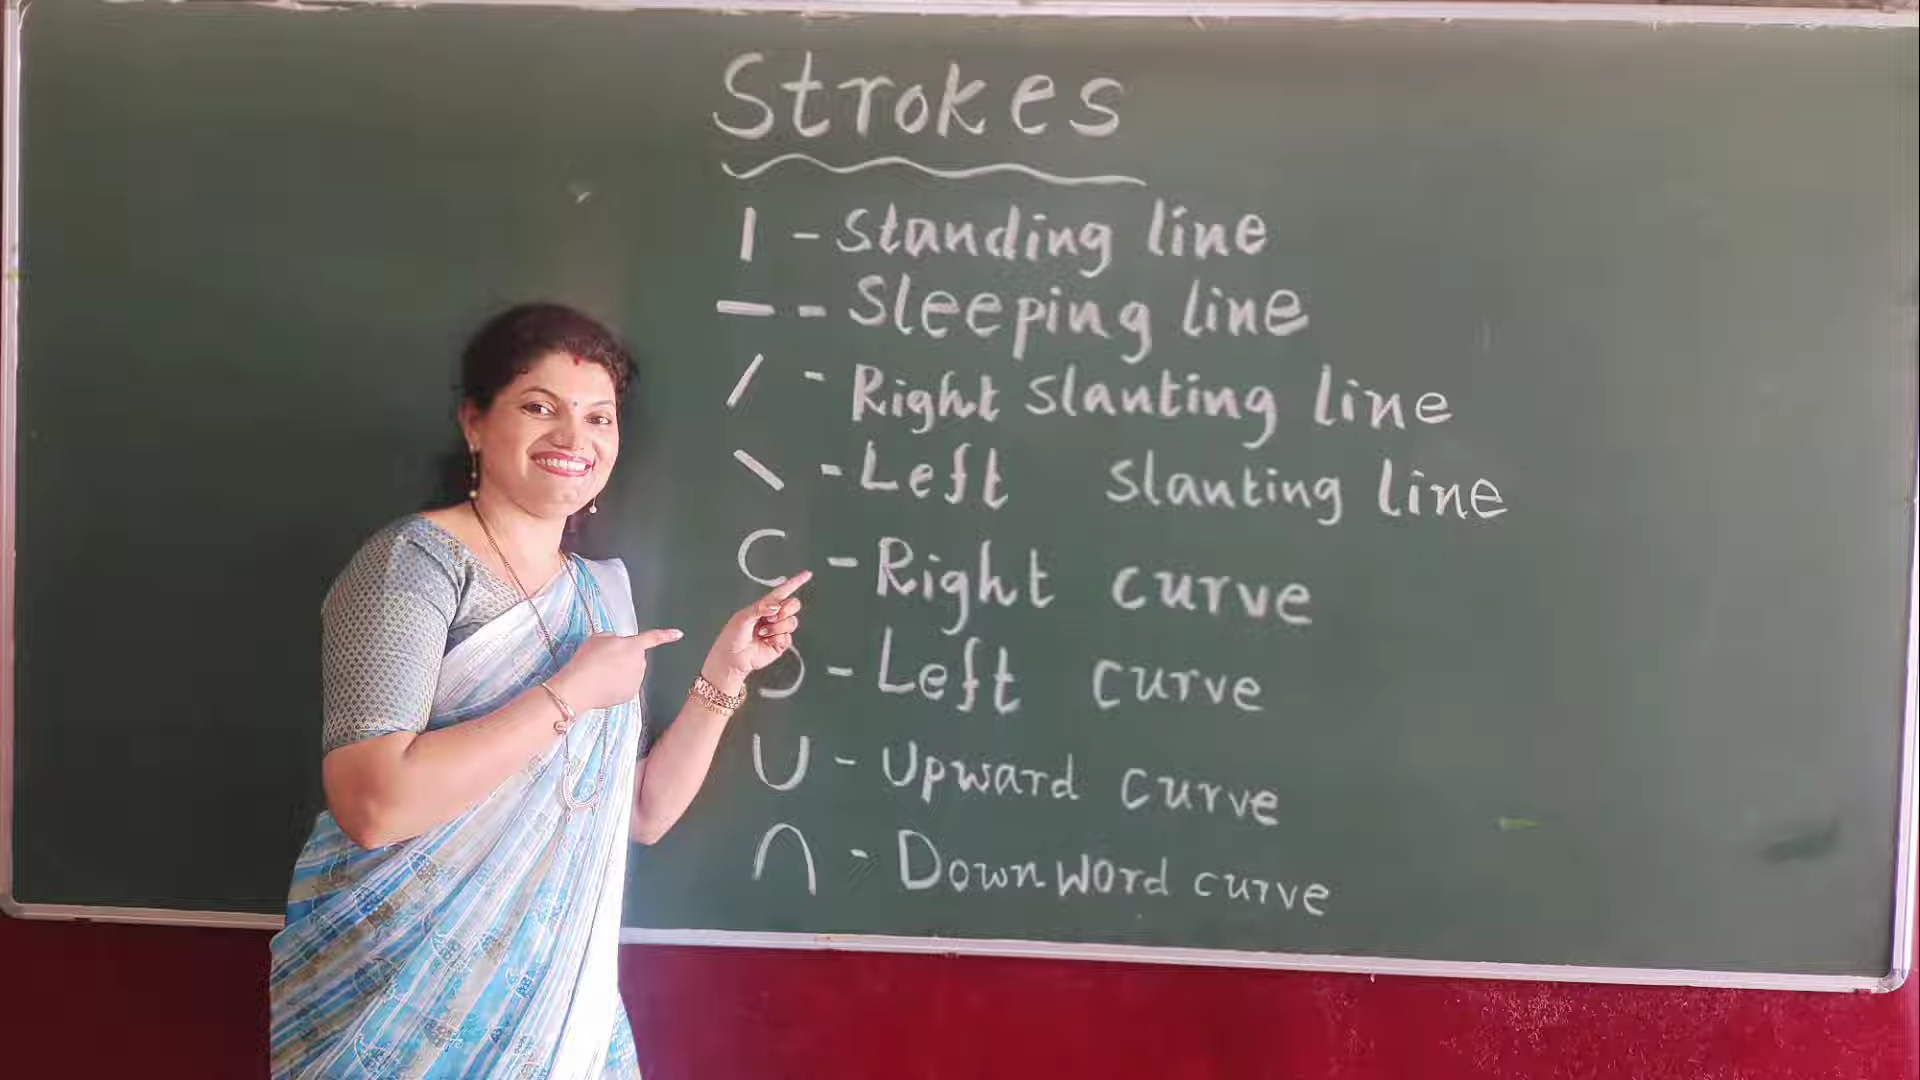 Strokes
| - Standing line
— - Sleeping line
/ - Right slanting line
\ - Left slanting line
C - Right curve
Ɔ - Left curve
U - Upward curve
∩ - Downword curve